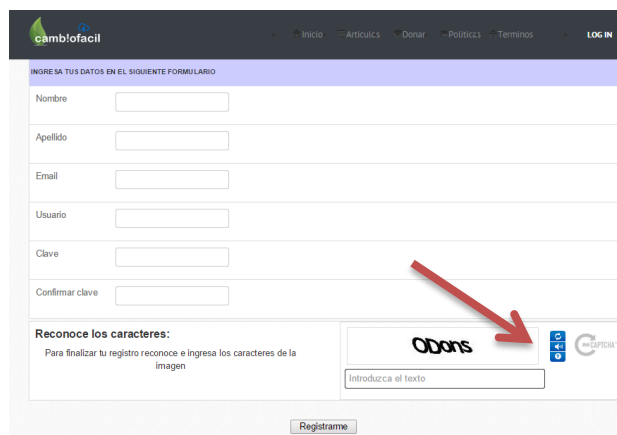 camb!ofacil
Inicio Articulos Donar Politicas Terminos LOG IN
INGRESA TUS DATOS EN EL SIGUIENTE FORMULARIO
Nombre
Apellido
Email
Usuario
Clave
Confirmar clave
Reconoce los caracteres:
Para finalizar tu registro reconoce e ingresa los caracteres de la
imagen
Introduzca el texto
CAPTCHA
Registrarme